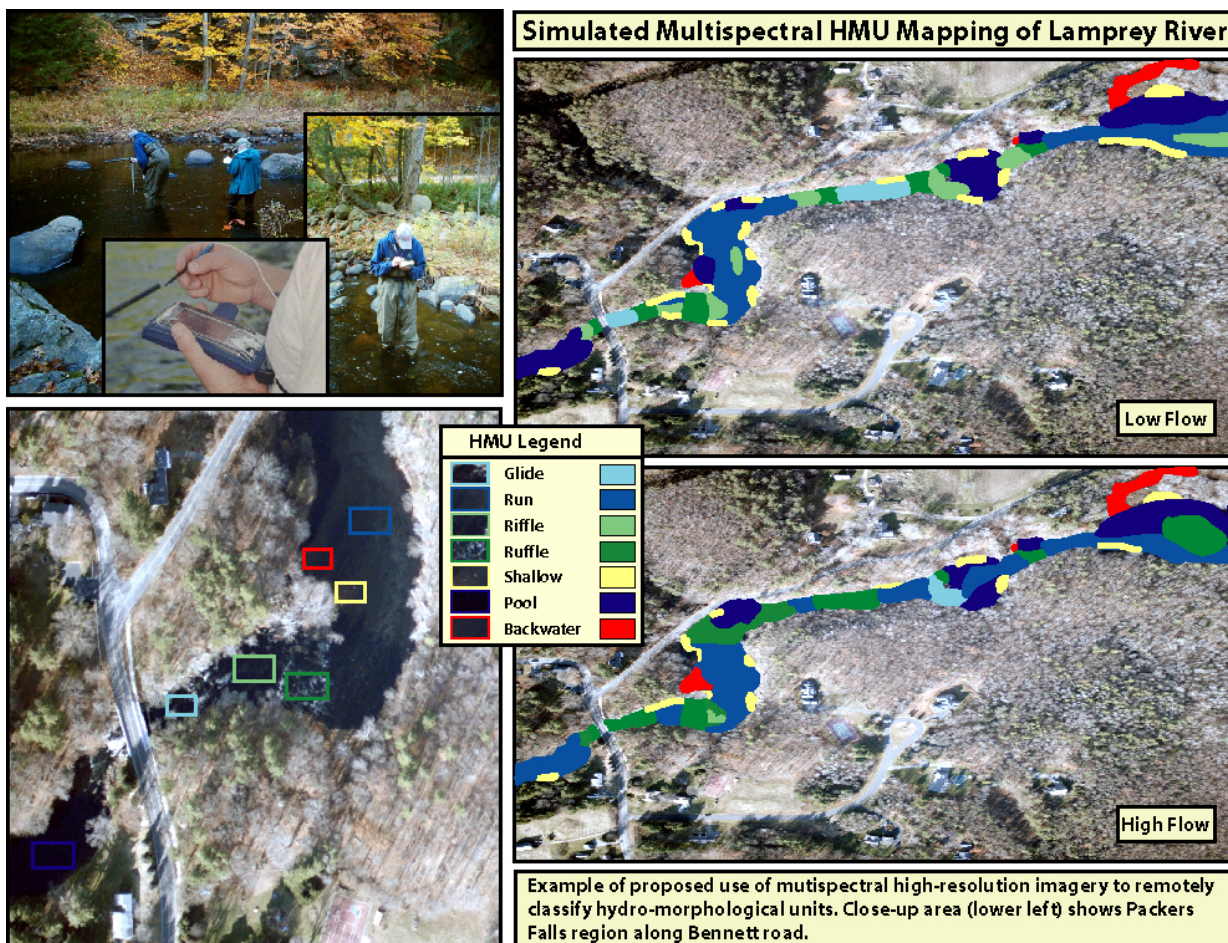 Simulated Multispectral HMU Mapping of Lamprey River
Low Flow
HMU Legend
Glide
Run
Riffle
Ruffle
Shallow
Pool
Backwater
High Flow
Example of proposed use of mutispectral high-resolution imagery to remotely
classify hydro-morphological units. Close-up area (lower left) shows Packers
Falls region along Bennett road.